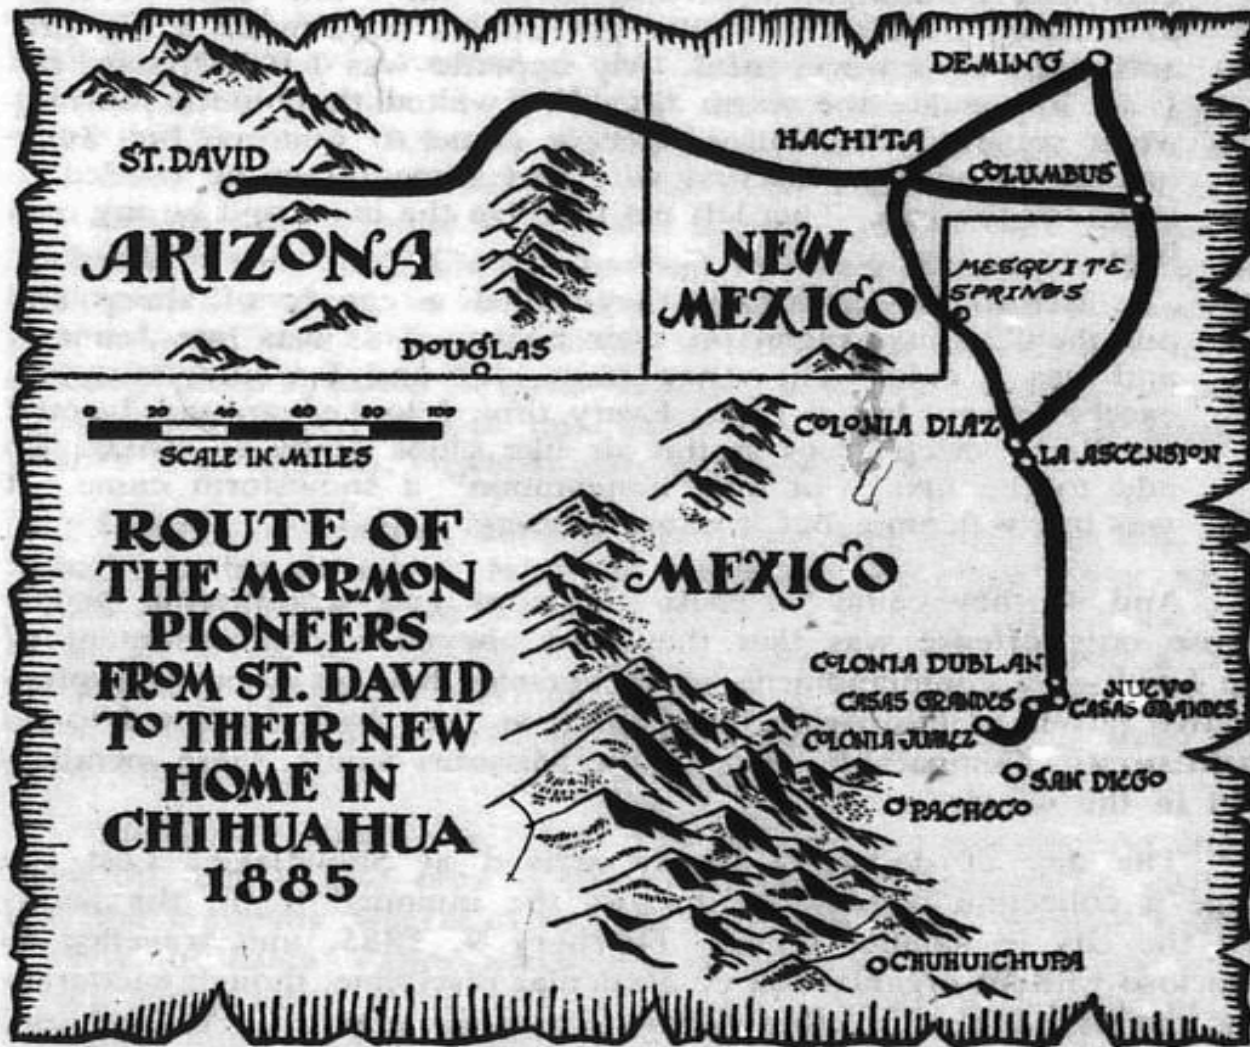 DEMING
HACHITA
ST. DAVID
COLUMBUS
ARIZONA
NEW
MEXICO
MESQUITE
SPRINGS
DOUGLAS
0 20 40 60 80 100
SCALE IN MILES
COLONIA DIAZ
LA ASCENSION
ROUTE OF
THE MORMON
PIONEERS
FROM ST. DAVID
TO THEIR NEW
HOME IN
CHIHUAHUA
1885
MEXICO
COLONIA DUBLAN
CASAS GRANDES
NUEVO
CASAS GRANDES
COLONIA JUAREZ
SAN DIEGO
PACHOCO
CHUHUICHUPA